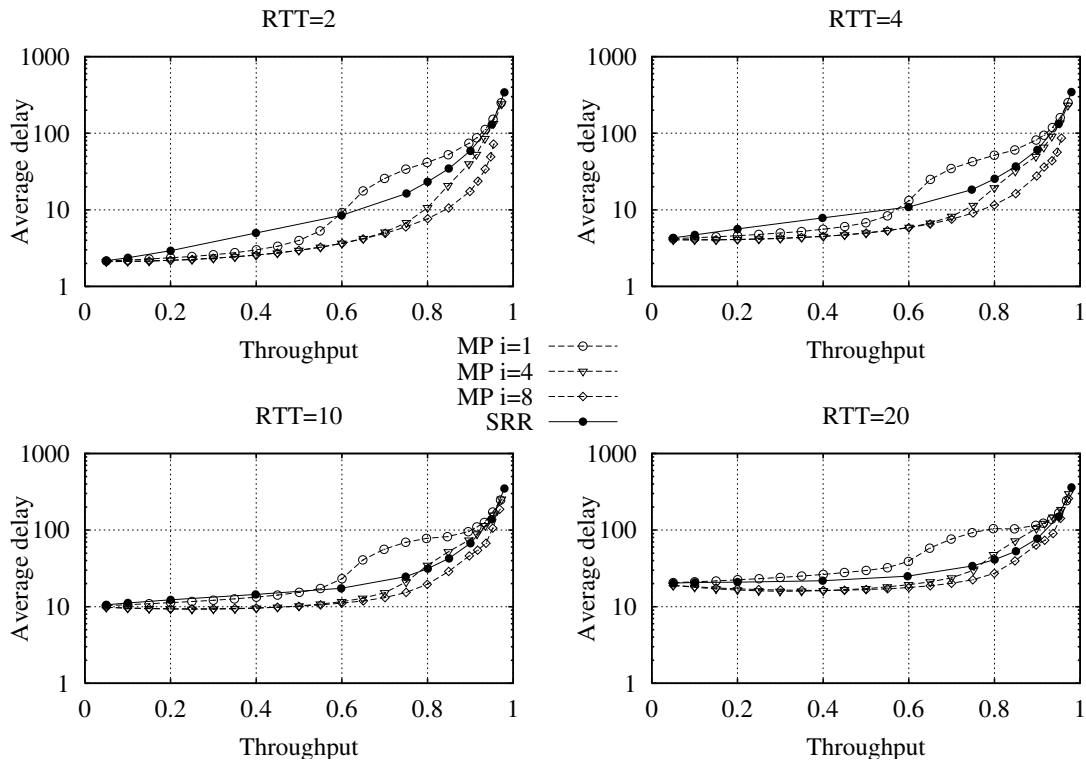 RTT=2
1000
100
10
1
Average delay
0 0.2 0.4 0.6 0.8 1
Throughput
RTT=4
1000
100
10
1
Average delay
0 0.2 0.4 0.6 0.8 1
Throughput
MP i=1
MP i=4
MP i=8
SRR
RTT=10
1000
100
10
1
Average delay
0 0.2 0.4 0.6 0.8 1
Throughput
RTT=20
1000
100
10
1
Average delay
0 0.2 0.4 0.6 0.8 1
Throughput